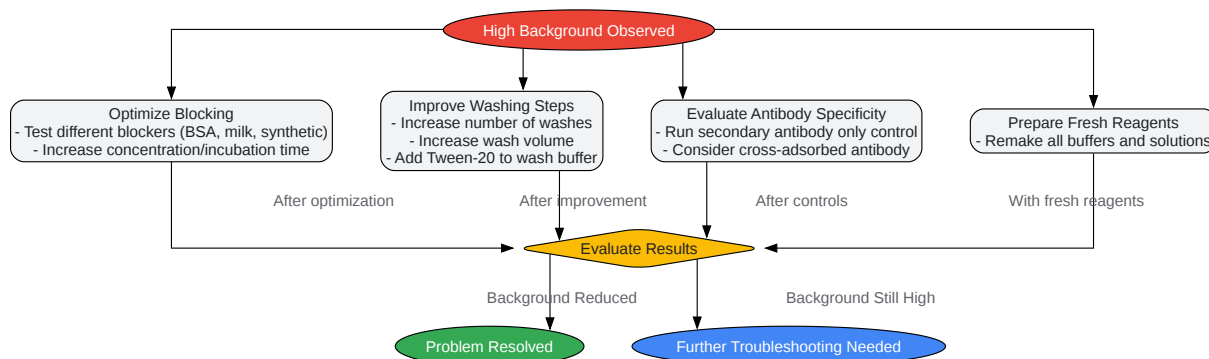 High Background Observed
Optimize Blocking
- Test different blockers (BSA, milk, synthetic)
- Increase concentration/incubation time
Improve Washing Steps
- Increase number of washes
- Increase wash volume
- Add Tween-20 to wash buffer
Evaluate Antibody Specificity
- Run secondary antibody only control
- Consider cross-adsorbed antibody
Prepare Fresh Reagents
- Remake all buffers and solutions
After optimization
After improvement
After controls
With fresh reagents
Evaluate Results
Background Reduced
Background Still High
Problem Resolved
Further Troubleshooting Needed